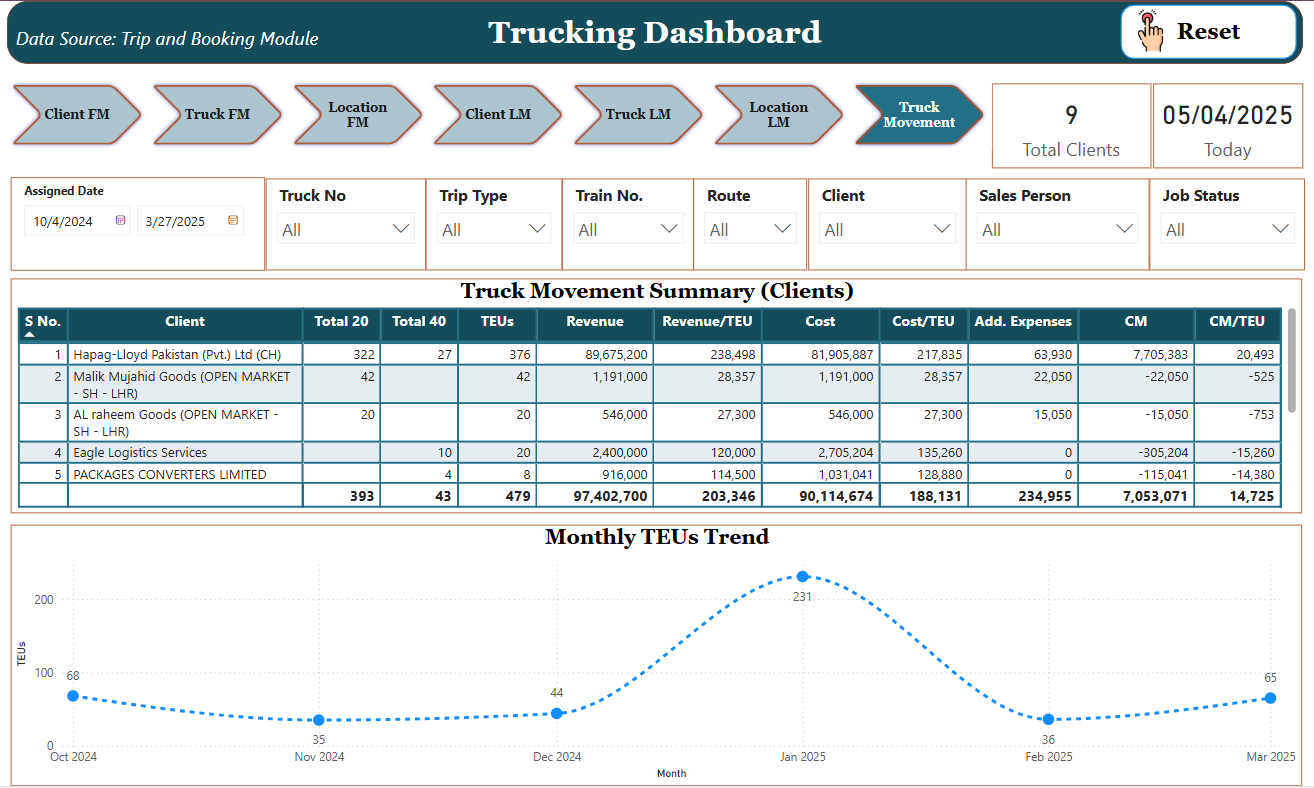 Data Source: Trip and Booking Module
Trucking Dashboard
Reset
Client FM
Truck FM
Location
FM
Client LM
Truck LM
Location
LM
Truck
Movement
9
Total Clients
05/04/2025
Today
Assigned Date
10/4/2024
3/27/2025
Truck No
All
Trip Type
All
Train No.
All
Route
All
Client
All
Sales Person
All
Job Status
All
Truck Movement Summary (Clients)
S No. Client Total 20 Total 40 TEUs Revenue Revenue/TEU Cost Cost/TEU Add. Expenses CM CM/TEU
1 Hapag-Lloyd Pakistan (Pvt.) Ltd (CH) 322 27 376 89,675,200 238,498 81,905,887 217,835 63,930 7,705,383 20,493
2 Malik Mujahid Goods (OPEN MARKET 42 42 1,191,000 28,357 1,191,000 28,357 22,050 -22,050 -525
- SH - LHR)
3 AL raheem Goods (OPEN MARKET - 20 20 546,000 27,300 546,000 27,300 15,050 -15,050 -753
SH - LHR)
4 Eagle Logistics Services 10 20 2,400,000 120,000 2,705,204 135,260 0 -305,204 -15,260
5 PACKAGES CONVERTERS LIMITED 4 8 916,000 114,500 1,031,041 128,880 0 -115,041 -14,380
393 43 479 97,402,700 203,346 90,114,674 188,131 234,955 7,053,071 14,725
Monthly TEUs Trend
TEUs
200
100
0
68
35
44
231
36
65
Oct 2024
Nov 2024
Dec 2024
Jan 2025
Feb 2025
Mar 2025
Month